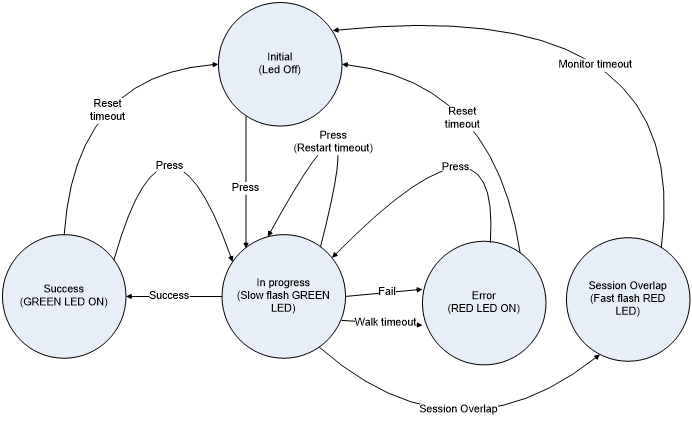 Initial
(Led Off)
Monitor timeout
Reset
timeout
Reset
timeout
Press
(Restart timeout)
Press
Press
Press
Success
(GREEN LED ON)
Success
In progress
(Slow flash GREEN
LED)
Fail
Walk timeout
Error
(RED LED ON)
Session Overlap
(Fast flash RED
LED)
Session Overlap